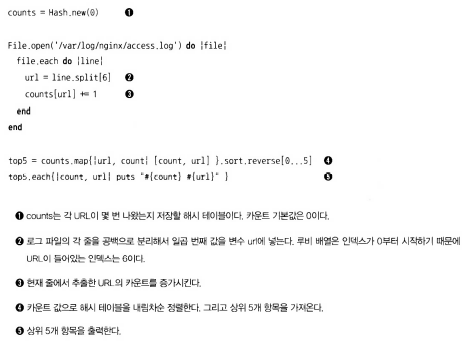 counts = Hash.new(0) ❶
File.open('/var/log/nginx/access.log') do |file|
file.each do |line|
url = line.split[6] ❷
counts[url] += 1 ❸
end
end
top5 = counts.map{|url, count| [count, url] }.sort.reverse[0...5] ❹
top5.each{|count, url| puts "#{count} #{url}" } ❺
❶ counts는 각 URL이 몇 번 나왔는지 저장할 해시 테이블이다. 카운트 기본값은 0이다.
❷ 로그 파일의 각 줄을 공백으로 분리해서 일곱 번째 값을 변수 url에 넣는다. 루비 배열은 인덱스가 0부터 시작하기 때문에
URL이 들어있는 인덱스는 6이다.
❸ 현재 줄에서 추출한 URL의 카운트를 증가시킨다.
❹ 카운트 값으로 해시 테이블을 내림차순 정렬한다. 그리고 상위 5개 항목을 가져온다.
❺ 상위 5개 항목을 출력한다.